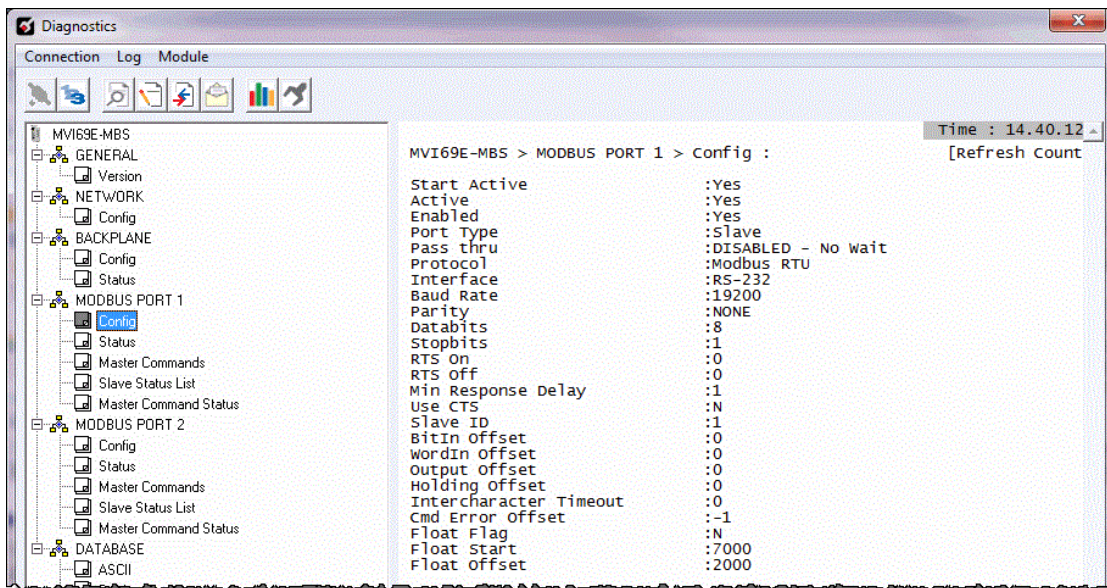 Diagnostics
X
Connection Log Module
MVI69E-MBS
GENERAL
Version
NETWORK
Config
BACKPLANE
Config
Status
MODBUS PORT 1
Config
Status
Master Commands
Slave Status List
Master Command Status
MODBUS PORT 2
Config
Status
Master Commands
Slave Status List
Master Command Status
DATABASE
ASCII
Time : 14.40.12
MVI69E-MBS > MODBUS PORT 1 > Config : [Refresh Count
Start Active :Yes
Active :Yes
Enabled :Yes
Port Type :Slave
Pass thru :DISABLED - No Wait
Protocol :Modbus RTU
Interface :RS-232
Baud Rate :19200
Parity :NONE
Databits :8
Stopbits :1
RTS On :0
RTS Off :0
Min Response Delay :1
Use CTS :N
Slave ID :1
BitIn Offset :0
WordIn Offset :0
Output Offset :0
Holding Offset :0
Intercharacter Timeout :0
Cmd Error Offset :-1
Float Flag :N
Float Start :7000
Float Offset :2000